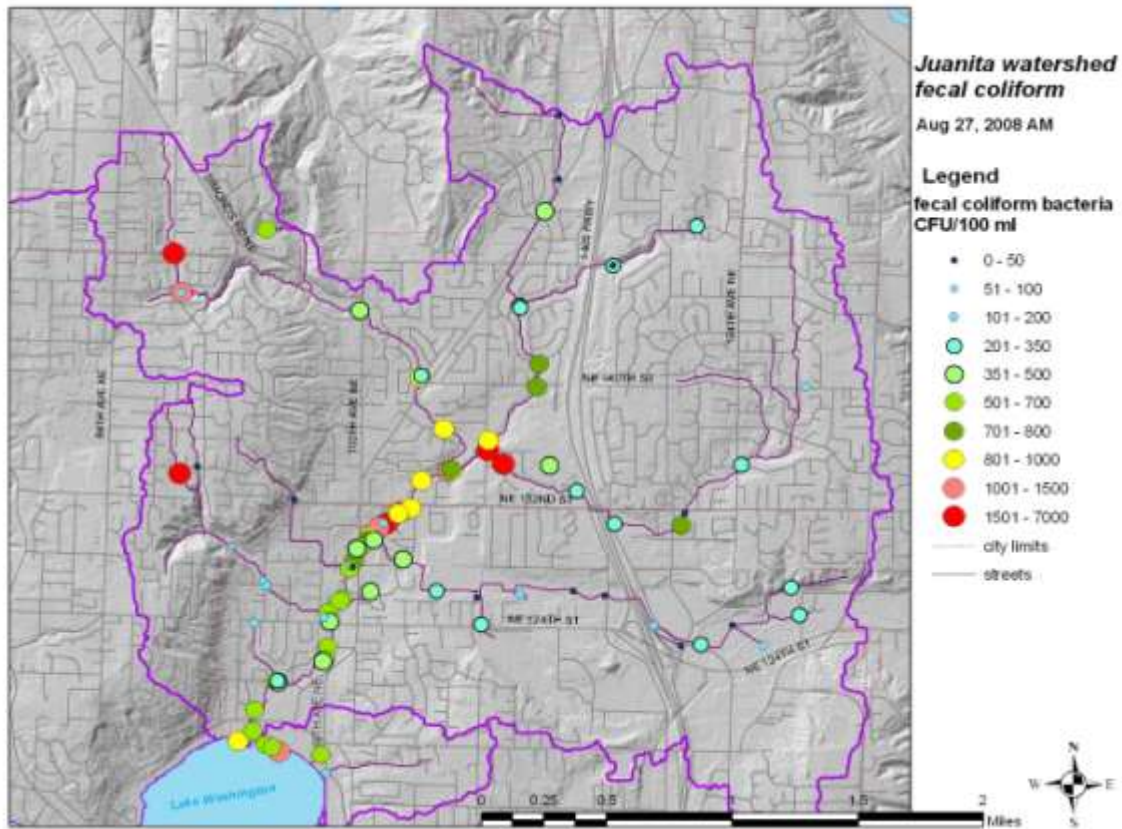 Juanita watershed
fecal coliform
Aug 27, 2008 AM
Legend
fecal coliform bacteria
CFU/100 ml
0 - 50
51 - 100
101 - 200
201 - 350
351 - 500
501 - 700
701 - 800
801 - 1000
1001 - 1500
1501 - 7000
city limits
streets
NE 132ND ST
NE 124TH ST
NE 124TH ST
Lake Washington
0 0.25 0.5 1 1.5 2
Miles
N
W E
S